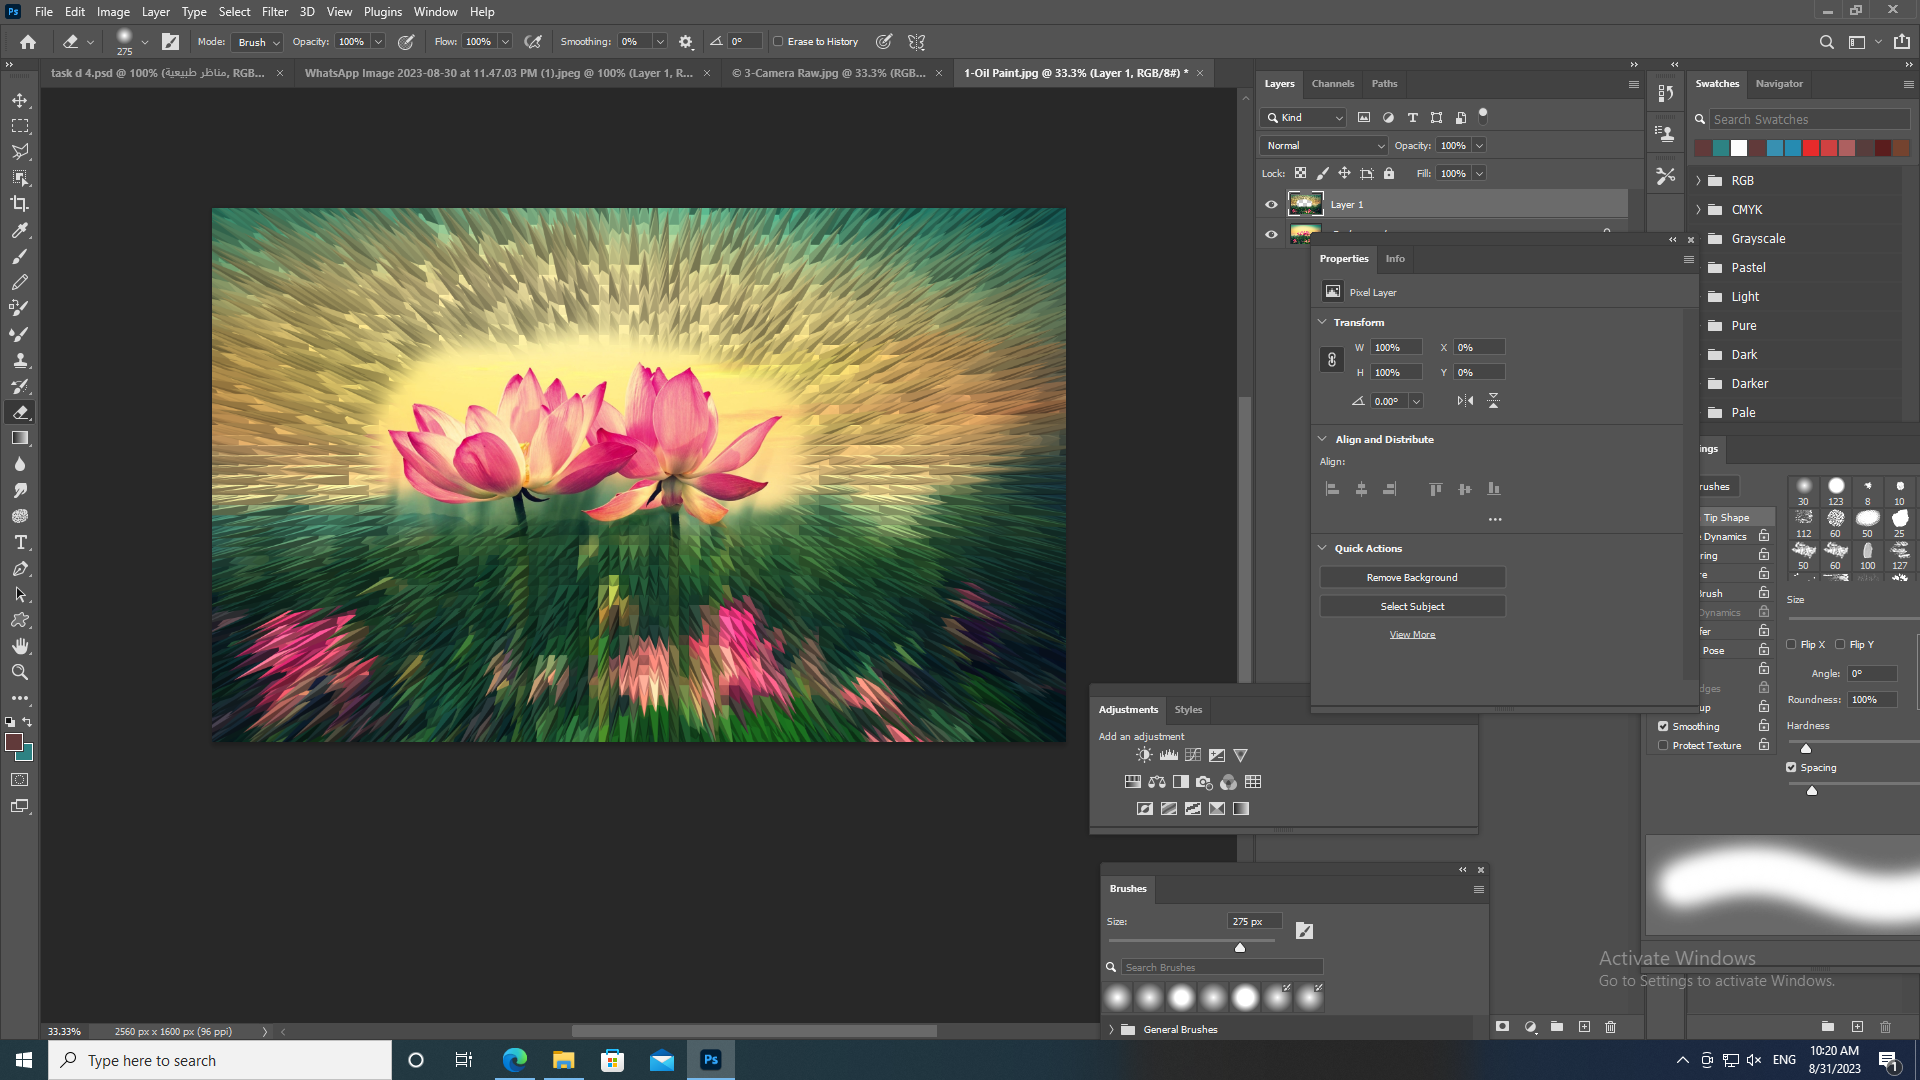 Ps File Edit Image Layer Type Select Filter 3D View Plugins Window Help
275 Mode: Brush Opacity: 100% Flow: 100% Smoothing: 0% 0° Erase to History
task d 4.psd @ 100% (مناظر طبيعية, RGB... × WhatsApp Image 2023-08-30 at 11.47.03 PM (1).jpeg @ 100% (Layer 1, R... × © 3-Camera Raw.jpg @ 33.3% (RGB... × 1-Oil Paint.jpg @ 33.3% (Layer 1, RGB/8#) * ×
Layers Channels Paths
Kind
Normal Opacity: 100%
Lock: Fill: 100%
Layer 1
Properties Info
Pixel Layer
Transform
W 100% X 0%
H 100% Y 0%
0.00°
Align and Distribute
Align:
Quick Actions
Remove Background
Select Subject
View More
Adjustments Styles
Add an adjustment
Brushes
Size: 275 px
Search Brushes
General Brushes
Swatches Navigator
Search Swatches
RGB
CMYK
Grayscale
Pastel
Light
Pure
Dark
Darker
Pale
ings
rushes
30 123 8 10
112 60 50 25
50 60 100 127
Tip Shape
e Dynamics
ring
re
Brush
Dynamics
fer
Pose
dges
up
Smoothing
Protect Texture
Size
Flip X Flip Y
Angle: 0°
Roundness: 100%
Hardness
Spacing
Activate Windows
Go to Settings to activate Windows.
33.33% 2560 px x 1600 px (96 ppi)
Type here to search
Ps
ENG
10:20 AM
8/31/2023
1